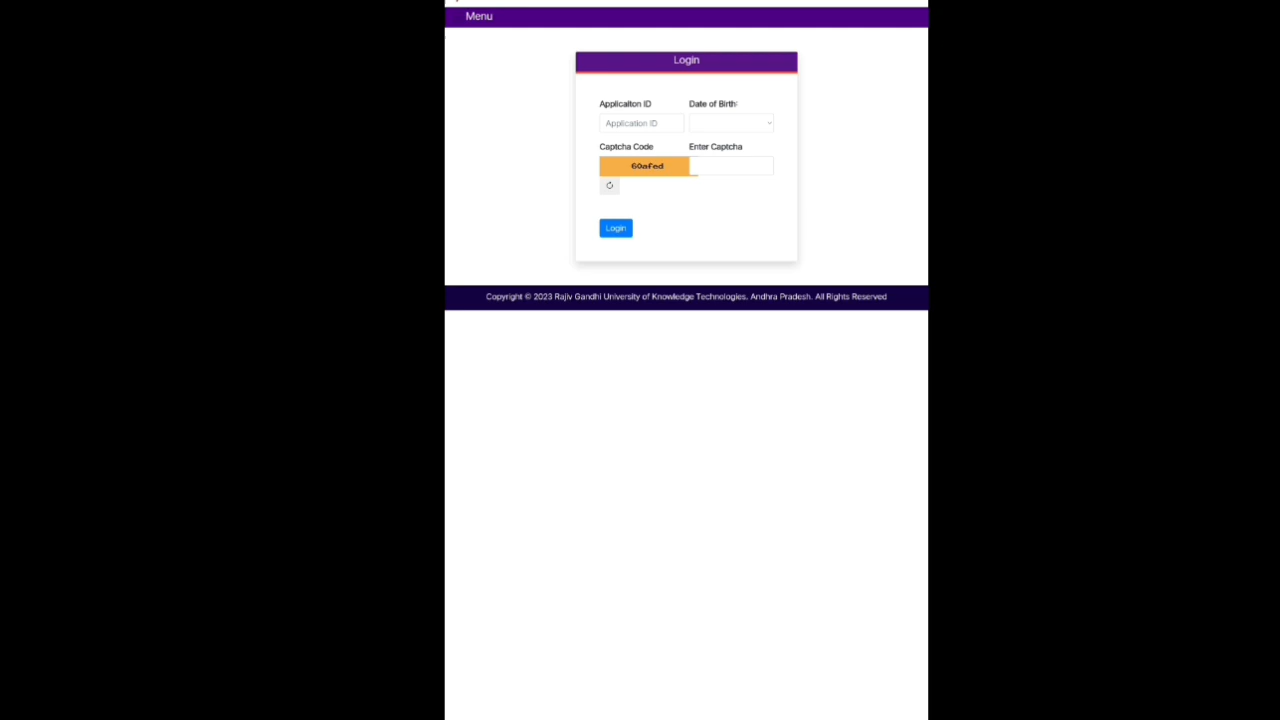 Menu
Login
Applicaiton ID Date of Birth:
Application ID
Captcha Code Enter Captcha
60afed
Login
Copyright © 2023 Rajiv Gandhi University of Knowledge Technologies, Andhra Pradesh. All Rights Reserved